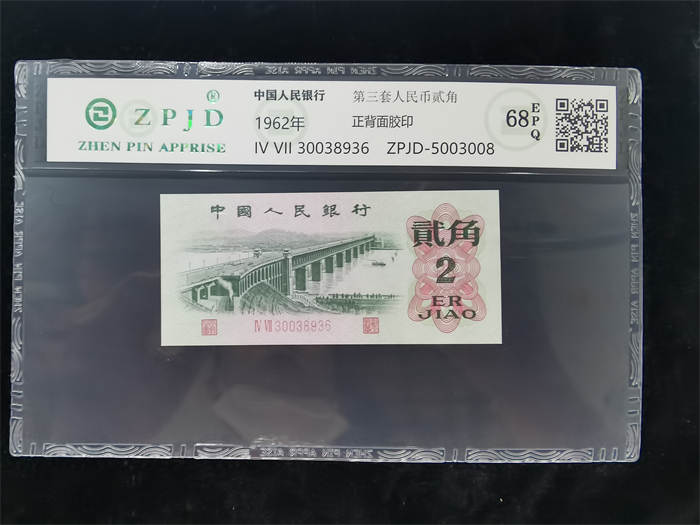 ZPJD
ZHEN PIN APPRISE
中国人民银行 第三套人民币贰角
1962年 正背面胶印
IV VII 30038936 ZPJD-5003008
68 EPQ
中國人民銀行
貳角
2
ER
JIAO
IV VII 30038936